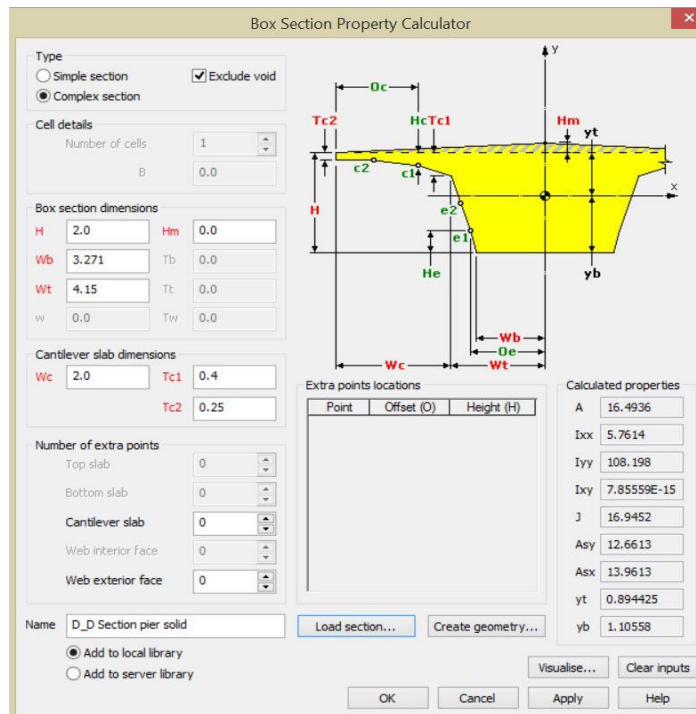 Box Section Property Calculator
Type
Simple section
Exclude void
Complex section
Cell details
Number of cells 1
B 0.0
Box section dimensions
H 2.0 Hm 0.0
Wb 3.271 Tb 0.0
Wt 4.15 Tt 0.0
w 0.0 Tw 0.0
Cantilever slab dimensions
Wc 2.0 Tc1 0.4
Tc2 0.25
Number of extra points
Top slab 0
Bottom slab 0
Cantilever slab 0
Web interior face 0
Web exterior face 0
y
Oc
Tc2 Hc Tc1 Hm yt
c2 c1
x
H
e2
e1
He yb
Wb
Oe
Wc Wt
Extra points locations
Point Offset (O) Height (H)
Calculated properties
A 16.4936
Ixx 5.7614
Iyy 108.198
Ixy 7.85559E-15
J 16.9452
Asy 12.6613
Asx 13.9613
yt 0.894425
yb 1.10558
Name D_D Section pier solid
Load section... Create geometry...
Add to local library
Add to server library
Visualise... Clear inputs
OK Cancel Apply Help